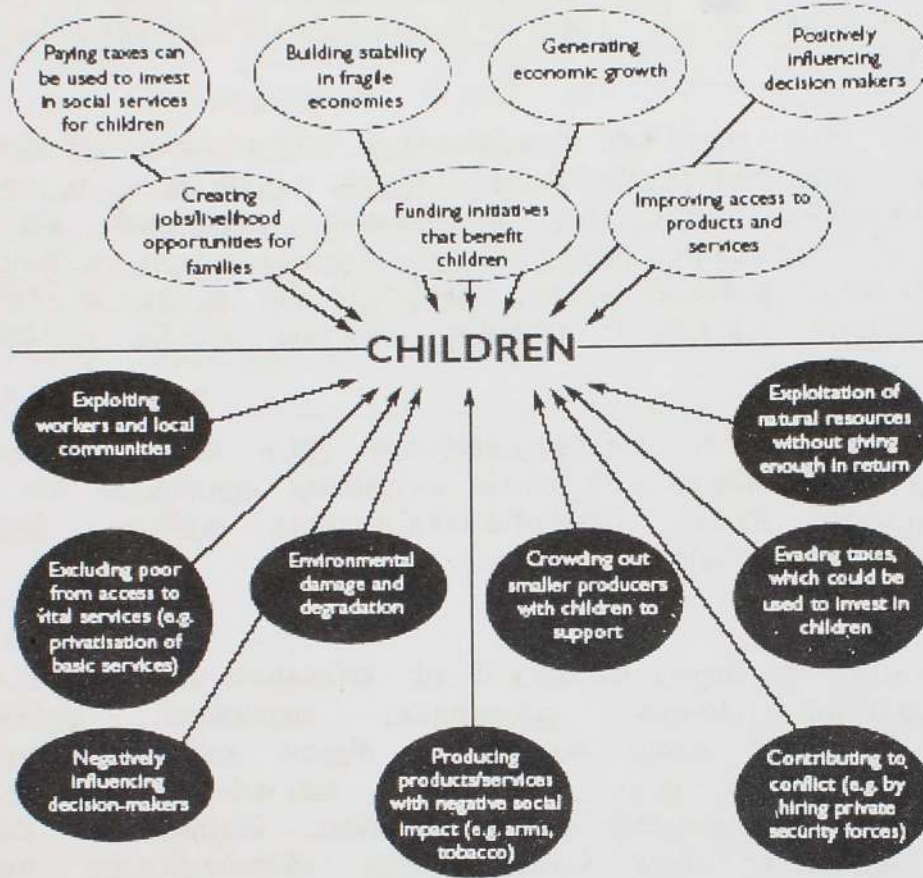 Paying taxes can
be used to invest
in social services
for children
Building stability
in fragile
economies
Generating
economic growth
Positively
influencing
decision makers
Creating
jobs/livelihood
opportunities for
families
Funding initiatives
that benefit
children
Improving access to
products and
services
CHILDREN
Exploiting
workers and local
communities
Exploitation of
natural resources
without giving
enough in return
Excluding poor
from access to
vital services (e.g.
privatisation of
basic services)
Environmental
damage and
degradation
Crowding out
smaller producers
with children to
support
Evading taxes,
which could be
used to invest in
children
Negatively
influencing
decision-makers
Producing
products/services
with negative social
impact (e.g. arms,
tobacco)
Contributing to
conflict (e.g. by
hiring private
security forces)